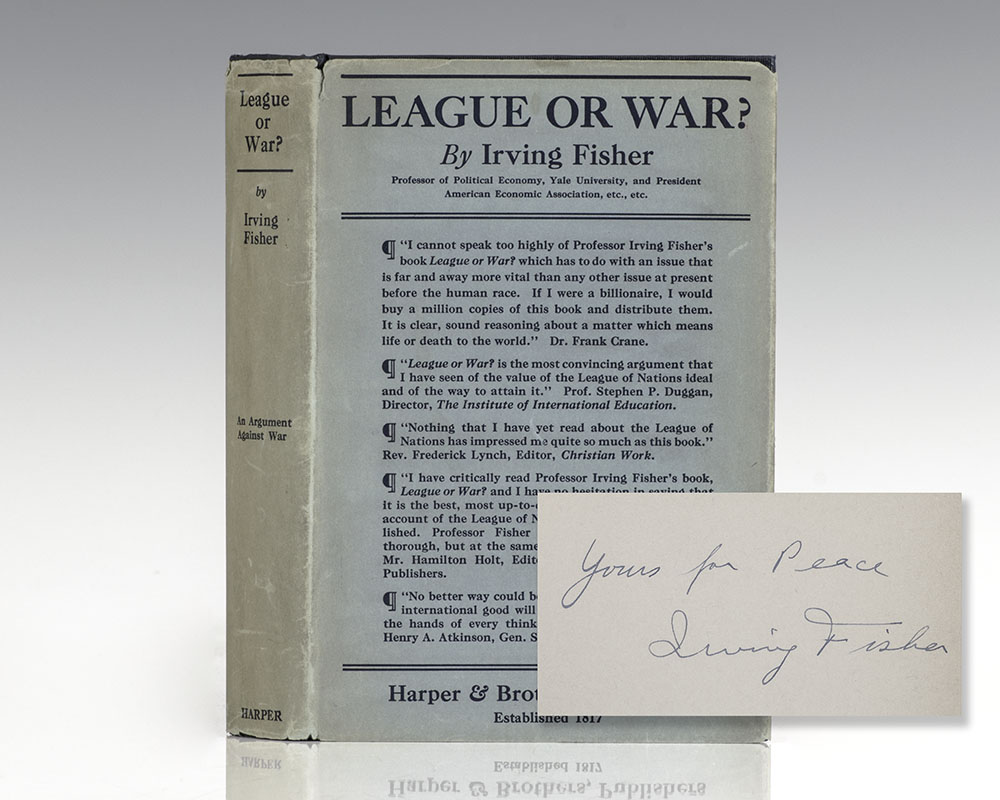 League
or
War?
by
Irving
Fisher
An Argument
Against War
HARPER
LEAGUE OR WAR?
By Irving Fisher
Professor of Political Economy, Yale University, and President
American Economic Association, etc., etc.
¶ “I cannot speak too highly of Professor Irving Fisher’s
book League or War? which has to do with an issue that
is far and away more vital than any other issue at present
before the human race. If I were a billionaire, I would
buy a million copies of this book and distribute them.
It is clear, sound reasoning about a matter which means
life or death to the world.” Dr. Frank Crane.
¶ “League or War? is the most convincing argument that
I have seen of the value of the League of Nations ideal
and of the way to attain it.” Prof. Stephen P. Duggan,
Director, The Institute of International Education.
¶ “Nothing that I have yet read about the League of
Nations has impressed me quite so much as this book.”
Rev. Frederick Lynch, Editor, Christian Work.
¶ “I have critically read Professor Irving Fisher’s book,
League or War? and I have no hesitation in saying that
it is the best, most up-to-
account of the League of N
lished. Professor Fisher
thorough, but at the same
Mr. Hamilton Holt, Edit
Publishers.
¶ “No better way could b
international good will
the hands of every think
Henry A. Atkinson, Gen. S
Harper & Brot
Established 1817
Yours for Peace
Irving Fisher
HARPER
Established 1817
Harper & Brothers, Publishers